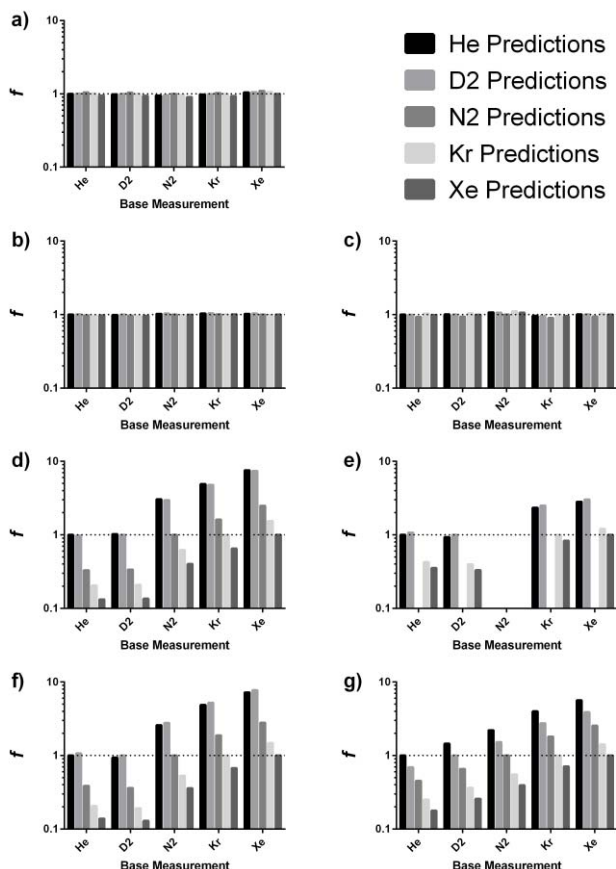 a)
10
1
0.1
f
He
D2
N2
Kr
Xe
Base Measurement
He Predictions
D2 Predictions
N2 Predictions
Kr Predictions
Xe Predictions
b)
10
1
0.1
f
He
D2
N2
Kr
Xe
Base Measurement
c)
10
1
0.1
f
He
D2
N2
Kr
Xe
Base Measurement
d)
10
1
0.1
f
He
D2
N2
Kr
Xe
Base Measurement
e)
10
1
0.1
f
He
D2
N2
Kr
Xe
Base Measurement
f)
10
1
0.1
f
He
D2
N2
Kr
Xe
Base Measurement
g)
10
1
0.1
f
He
D2
N2
Kr
Xe
Base Measurement